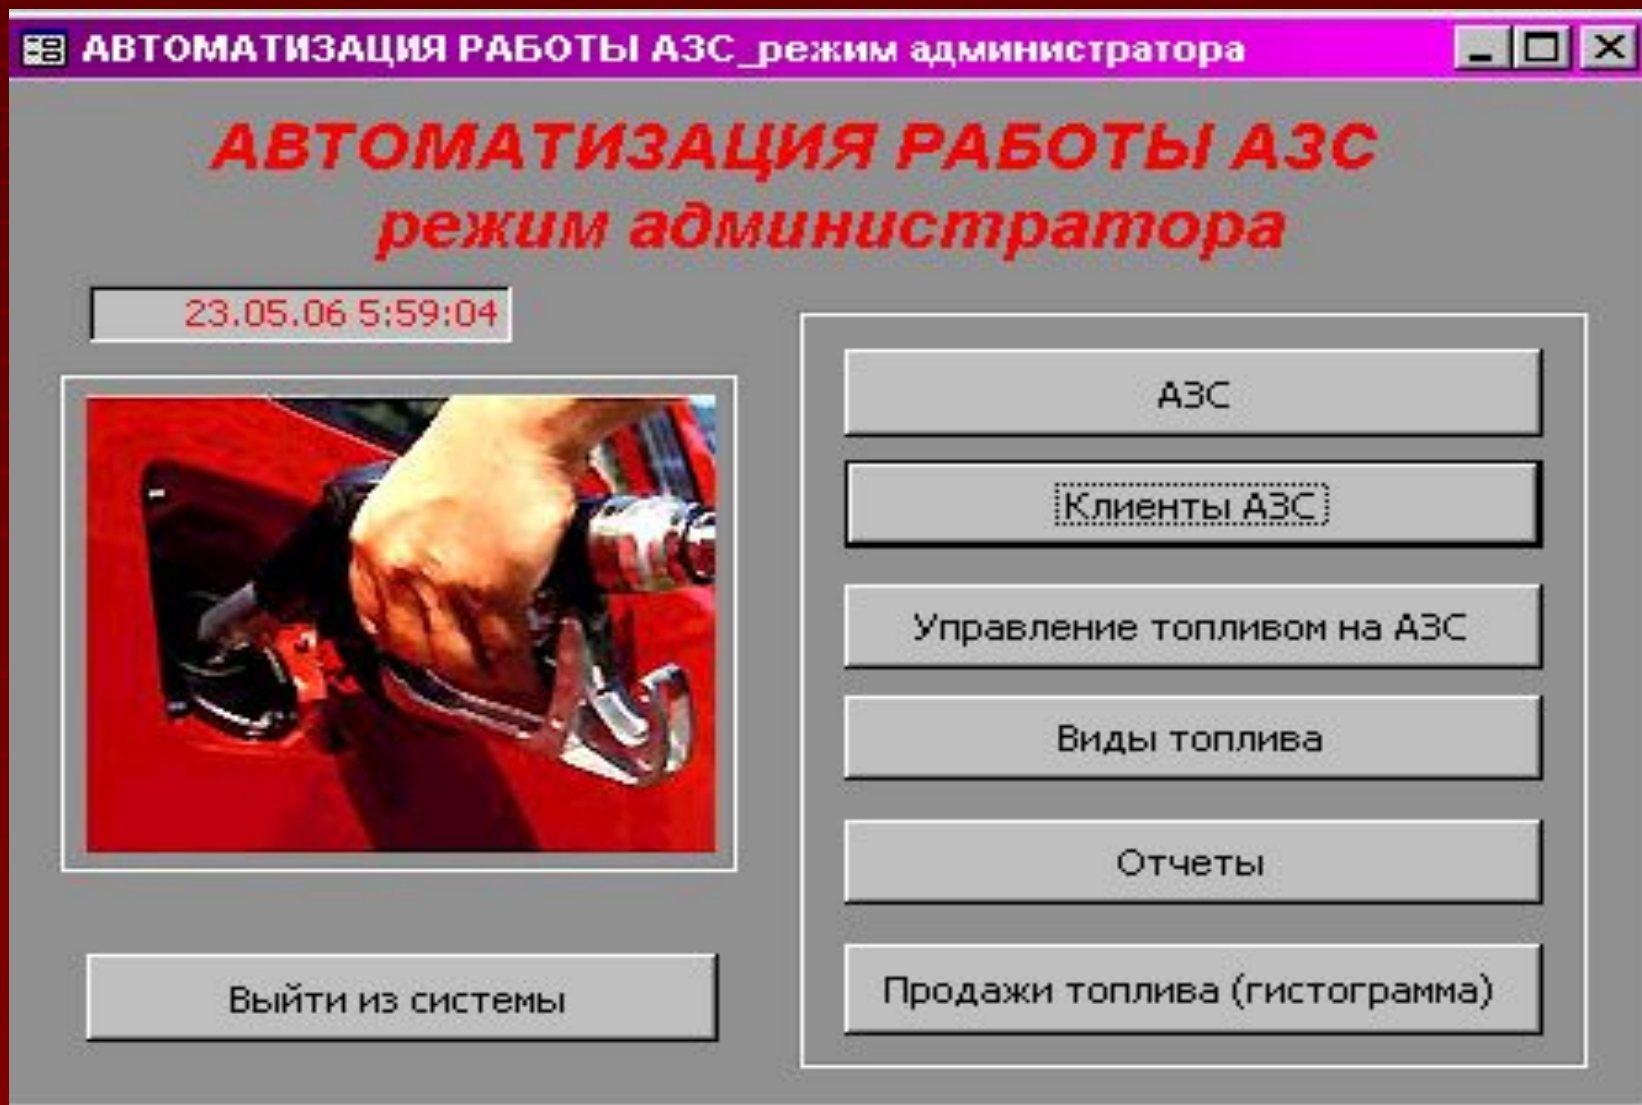 АВТОМАТИЗАЦИЯ РАБОТЫ АЗС_режим администратора
АВТОМАТИЗАЦИЯ РАБОТЫ АЗС
режим администратора
23.05.06 5:59:04
АЗС
Клиенты АЗС
Управление топливом на АЗС
Виды топлива
Отчеты
Продажи топлива (гистограмма)
Выйти из системы